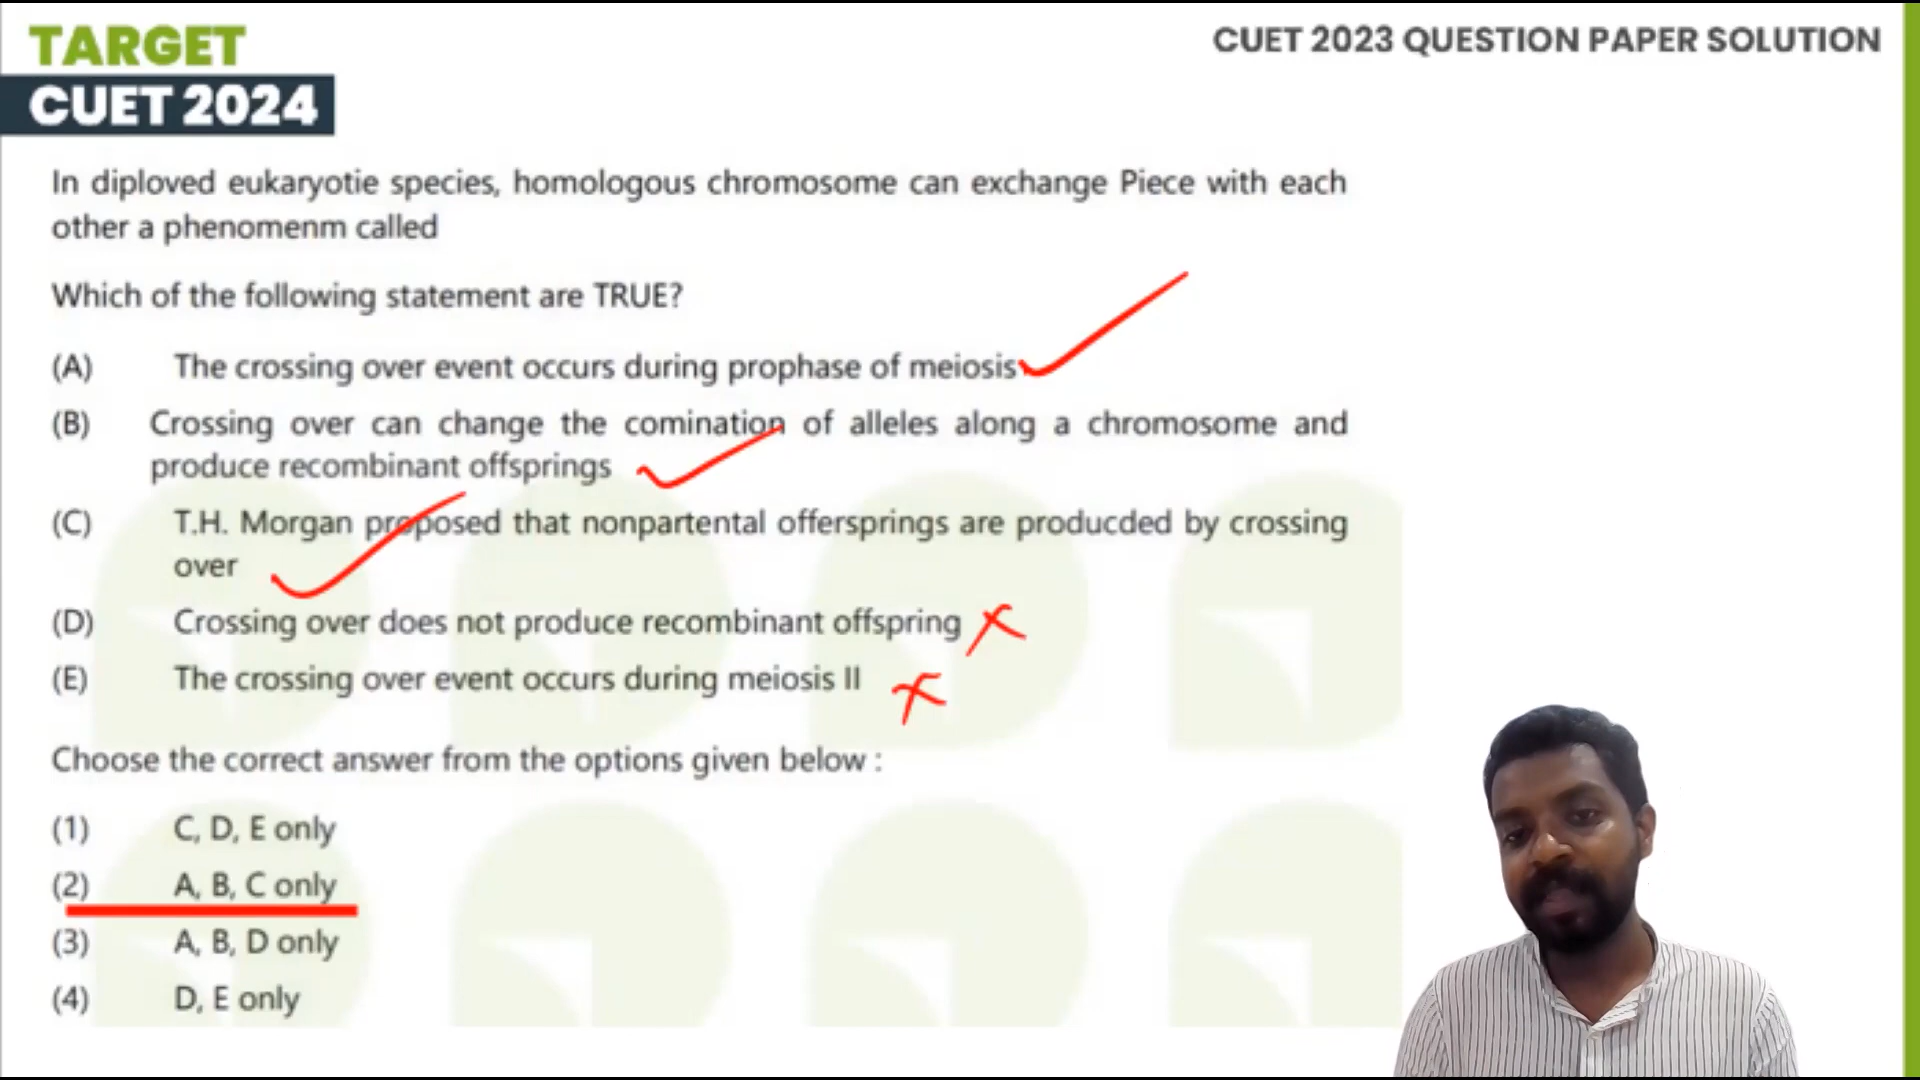 TARGET
CUET 2024
CUET 2023 QUESTION PAPER SOLUTION
In diploved eukaryotie species, homologous chromosome can exchange Piece with each
other a phenomenm called
Which of the following statement are TRUE?
(A) The crossing over event occurs during prophase of meiosis
(B) Crossing over can change the comination of alleles along a chromosome and
produce recombinant offsprings
(C) T.H. Morgan proposed that nonpartental offersprings are producded by crossing
over
(D) Crossing over does not produce recombinant offspring
(E) The crossing over event occurs during meiosis II
Choose the correct answer from the options given below :
(1) C, D, E only
(2) A, B, C only
(3) A, B, D only
(4) D, E only